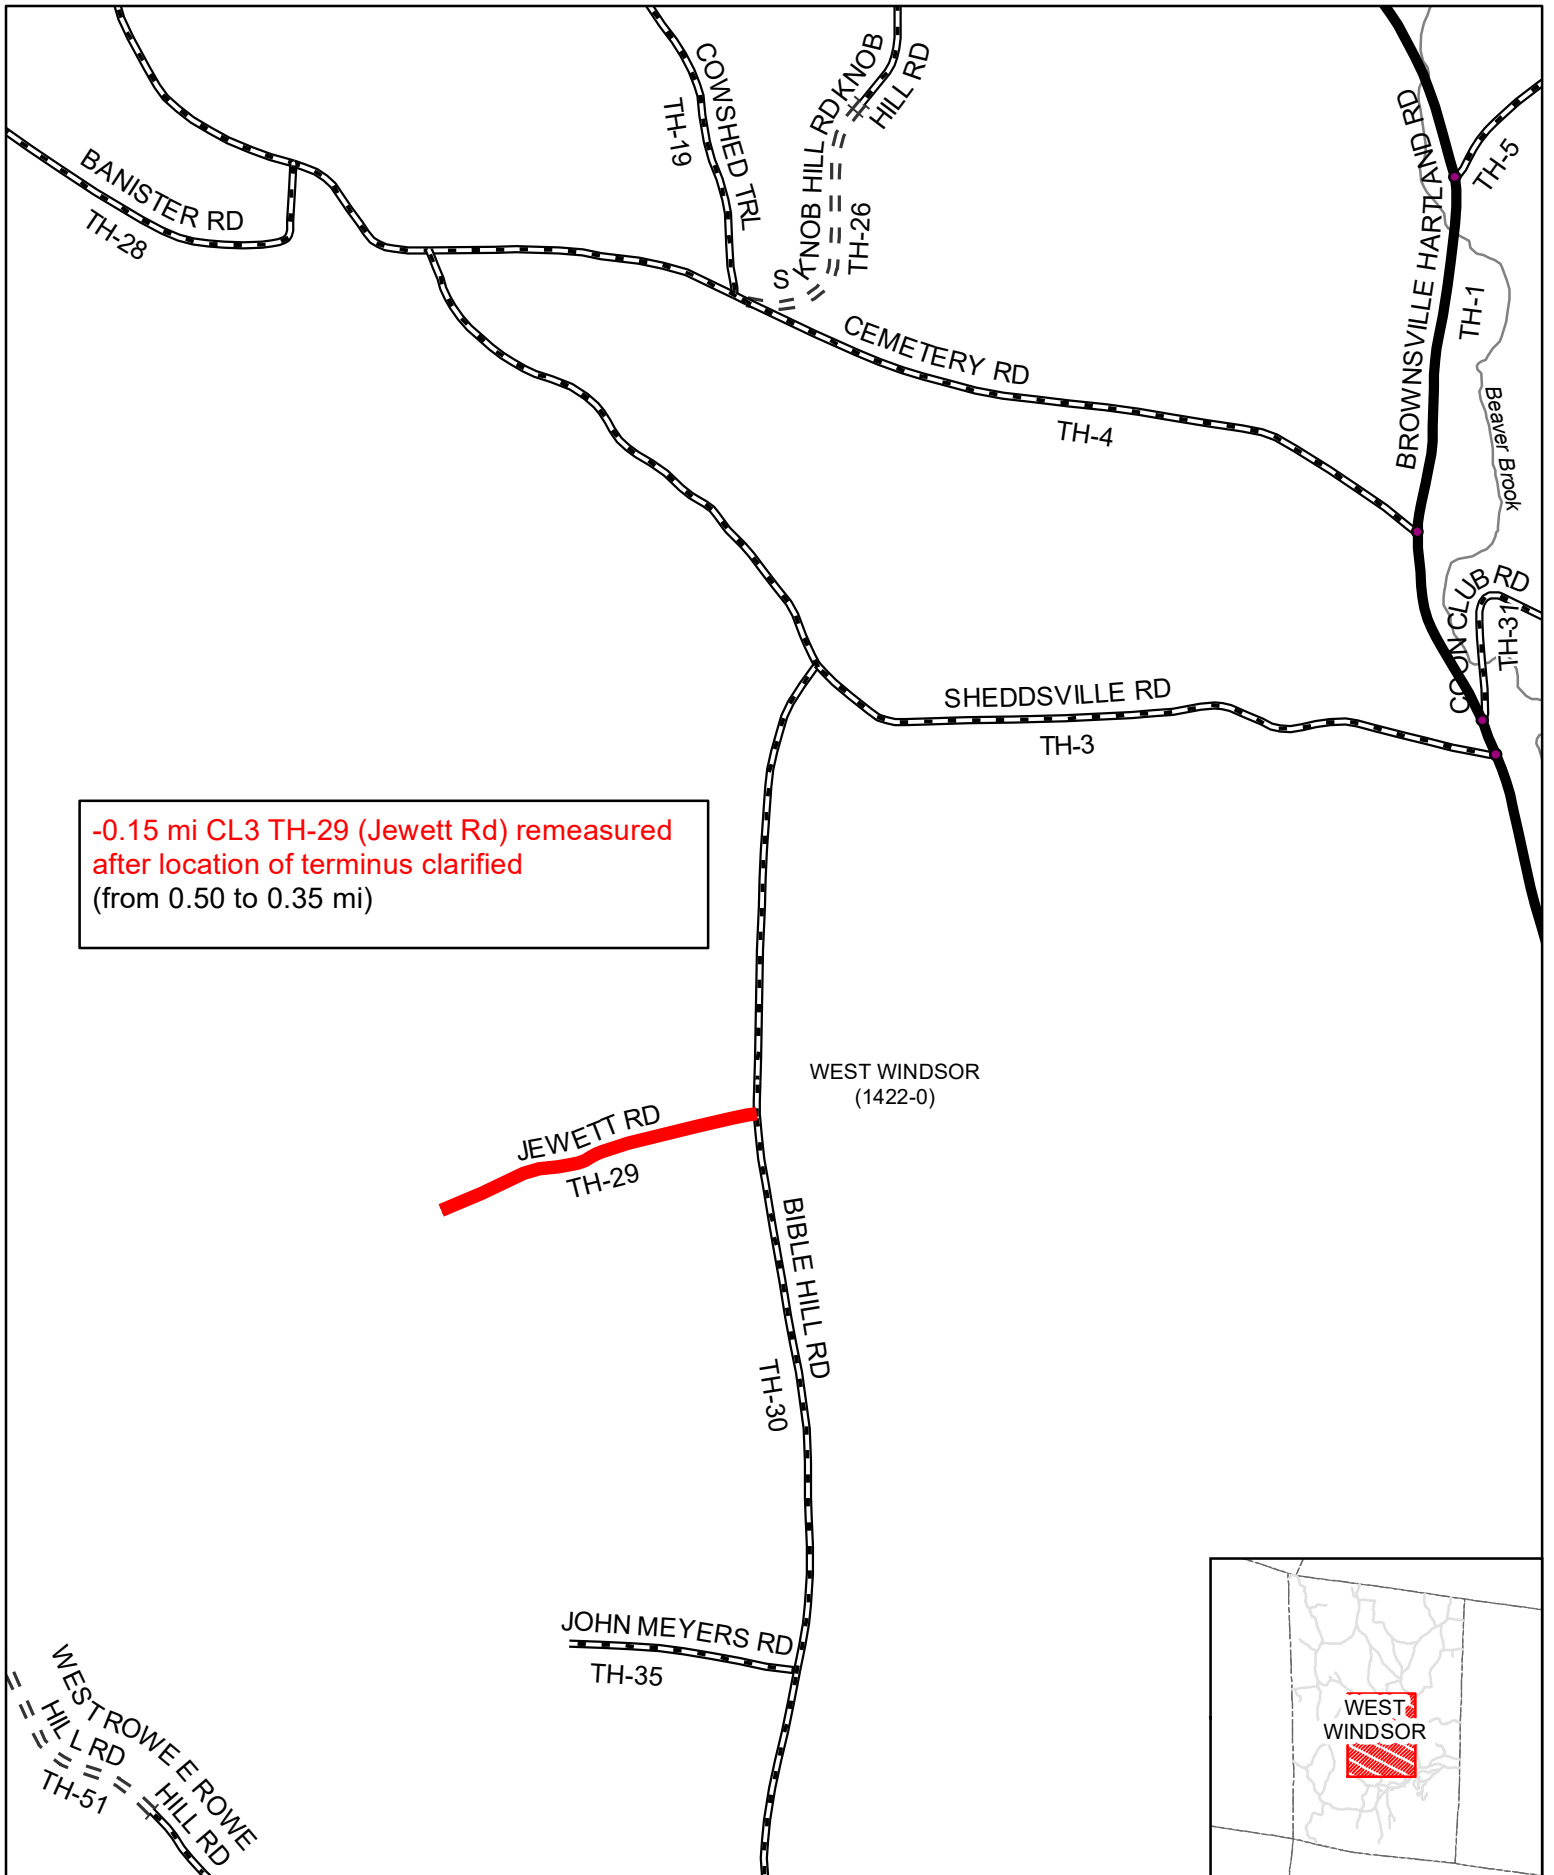 COWSHED TRL
TH-19
KNOB
HILL RD
S KNOB HILL RD
TH-26
BROWNSVILLE HARTLAND RD
TH-5
BANISTER RD
TH-28
TH-1
CEMETERY RD
TH-4
Beaver Brook
COON CLUB RD
TH-31
SHEDDSVILLE RD
TH-3
-0.15 mi CL3 TH-29 (Jewett Rd) remeasured
after location of terminus clarified
(from 0.50 to 0.35 mi)
WEST WINDSOR
(1422-0)
JEWETT RD
TH-29
BIBLE HILL RD
TH-30
JOHN MEYERS RD
TH-35
WEST ROWE
HILL RD
TH-51
E ROWE
HILL RD
WEST
WINDSOR